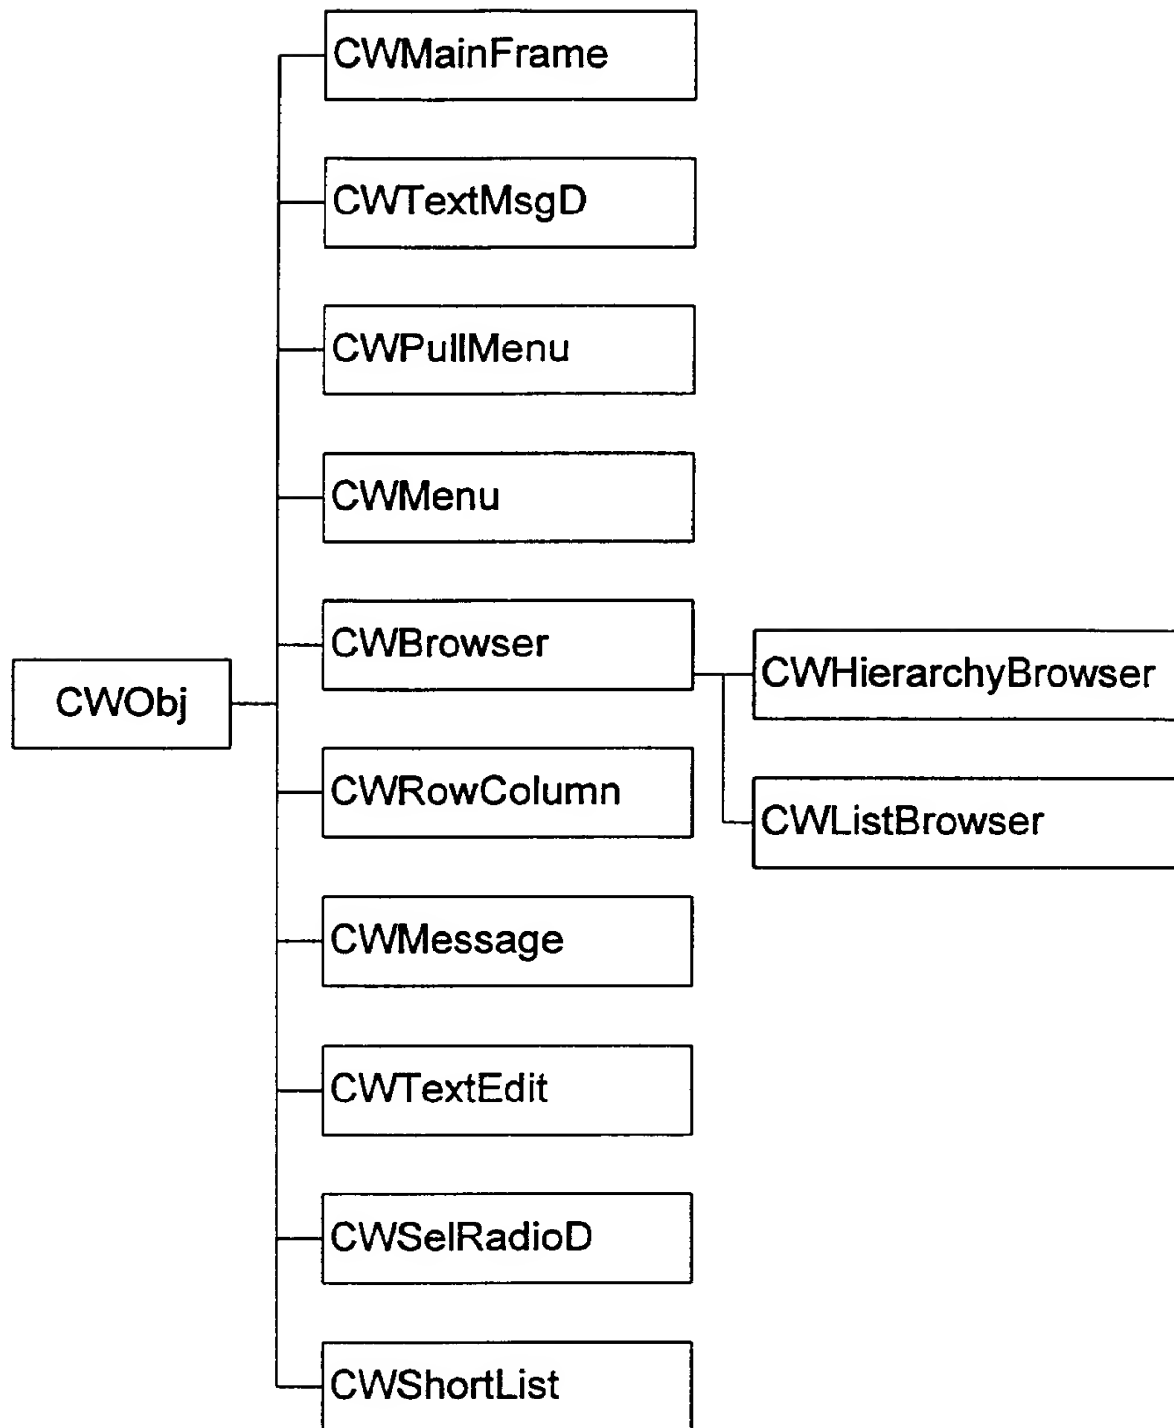 CWMainFrame
CWTextMsgD
CWPullMenu
CWMenu
CWBrowser
CWHierarchyBrowser
CWObj
CWRowColumn
CWListBrowser
CWMessage
CWTextEdit
CWSelRadioD
CWShortList